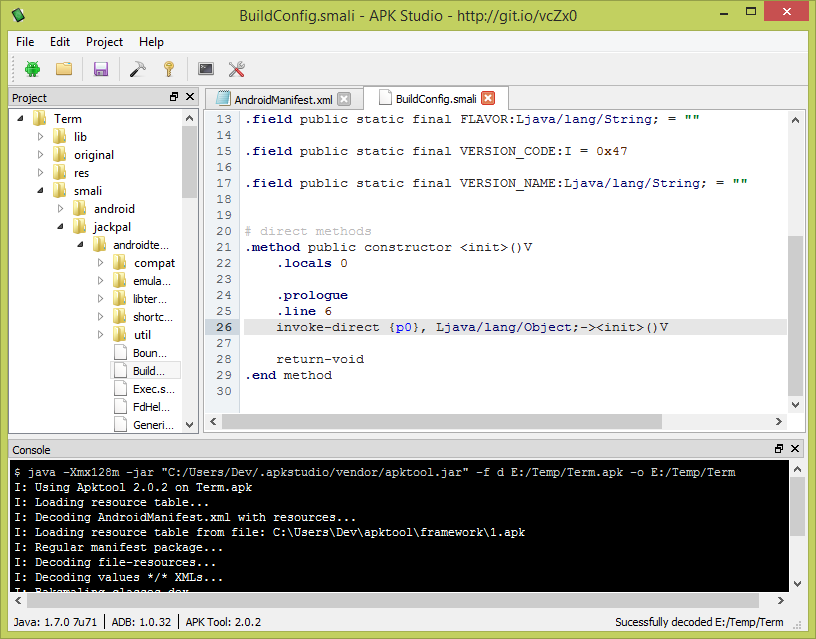 BuildConfig.smali - APK Studio - http://git.io/vcZx0
File Edit Project Help
Project
Term
lib
original
res
smali
android
jackpal
androidte...
compat
emula...
libter...
shortc...
util
Boun...
Build...
Exec.s...
FdHel...
Generi...
AndroidManifest.xml BuildConfig.smali
13 .field public static final FLAVOR:Ljava/lang/String; = ""
14
15 .field public static final VERSION_CODE:I = 0x47
16
17 .field public static final VERSION_NAME:Ljava/lang/String; = ""
18
19
20 # direct methods
21 .method public constructor <init>()V
22 .locals 0
23
24 .prologue
25 .line 6
26 invoke-direct {p0}, Ljava/lang/Object;-><init>()V
27
28 return-void
29 .end method
30
Console
$ java -Xmx128m -jar "C:/Users/Dev/.apkstudio/vendor/apktool.jar" -f d E:/Temp/Term.apk -o E:/Temp/Term
I: Using Apktool 2.0.2 on Term.apk
I: Loading resource table...
I: Decoding AndroidManifest.xml with resources...
I: Loading resource table from file: C:\Users\Dev\apktool\framework\1.apk
I: Regular manifest package...
I: Decoding file-resources...
I: Decoding values */* XMLs...
I: Baksmaling classes.dex...
Java: 1.7.0 7u71 ADB: 1.0.32 APK Tool: 2.0.2 Sucessfully decoded E:/Temp/Term